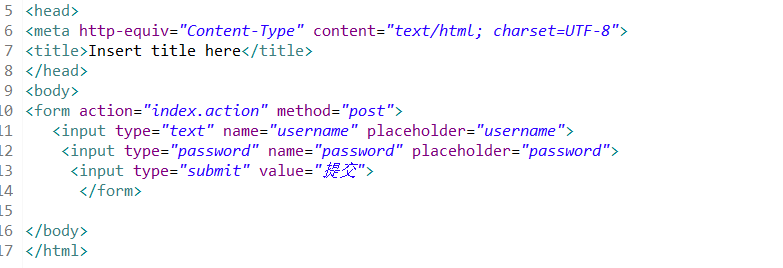 5 <head>
6 <meta http-equiv="Content-Type" content="text/html; charset=UTF-8">
7 <title>Insert title here</title>
8 </head>
9 <body>
10 <form action="index.action" method="post">
11    <input type="text" name="username" placeholder="username">
12     <input type="password" name="password" placeholder="password">
13      <input type="submit" value="提交">
14       </form>
15
16 </body>
17 </html>